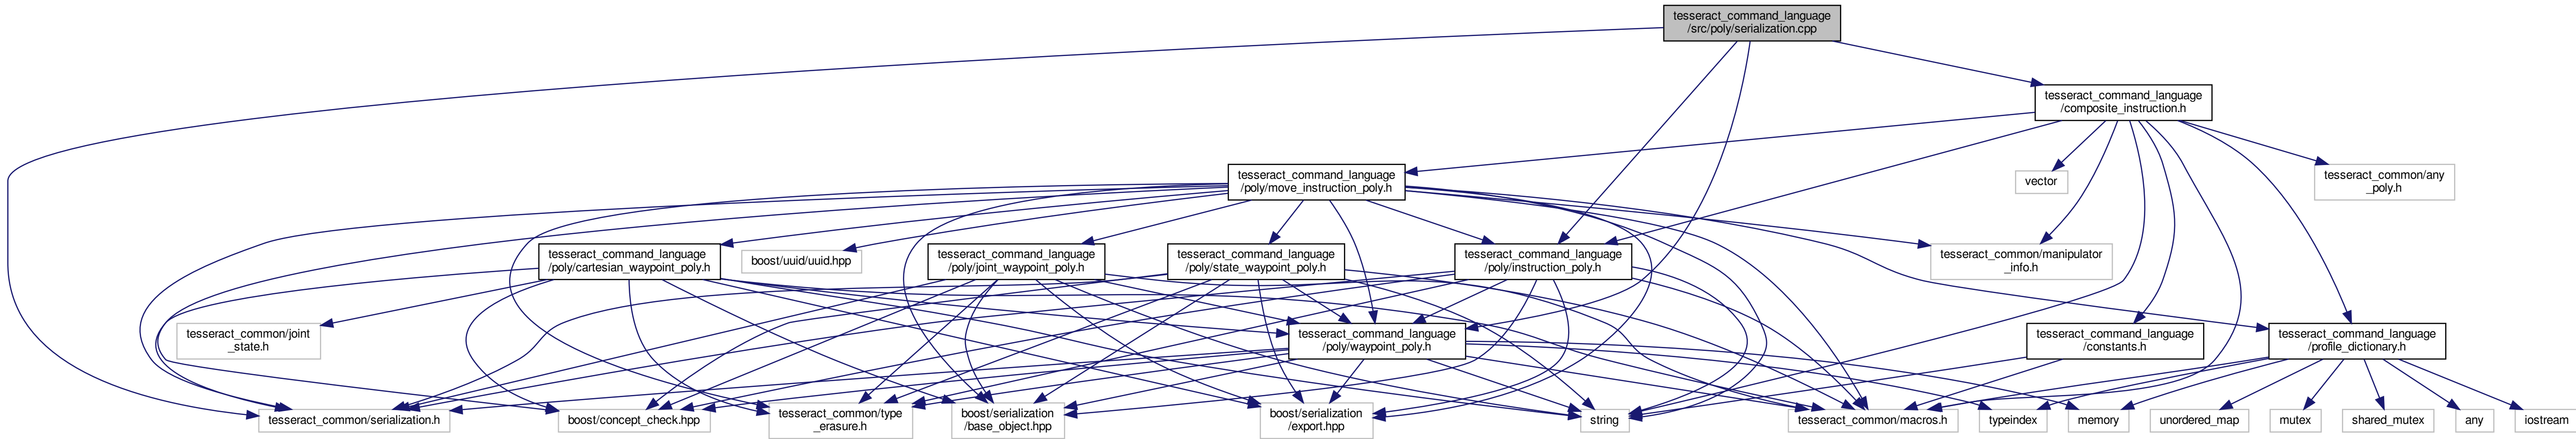 tesseract_command_language
/src/poly/serialization.cpp
tesseract_command_language
/composite_instruction.h
tesseract_command_language
/poly/move_instruction_poly.h
vector
tesseract_common/any
_poly.h
tesseract_command_language
/poly/cartesian_waypoint_poly.h
boost/uuid/uuid.hpp
tesseract_command_language
/poly/joint_waypoint_poly.h
tesseract_command_language
/poly/state_waypoint_poly.h
tesseract_command_language
/poly/instruction_poly.h
tesseract_common/manipulator
_info.h
tesseract_common/joint
_state.h
tesseract_command_language
/poly/waypoint_poly.h
tesseract_command_language
/constants.h
tesseract_command_language
/profile_dictionary.h
tesseract_common/serialization.h
boost/concept_check.hpp
tesseract_common/type
_erasure.h
boost/serialization
/base_object.hpp
boost/serialization
/export.hpp
string
tesseract_common/macros.h
typeindex
memory
unordered_map
mutex
shared_mutex
any
iostream